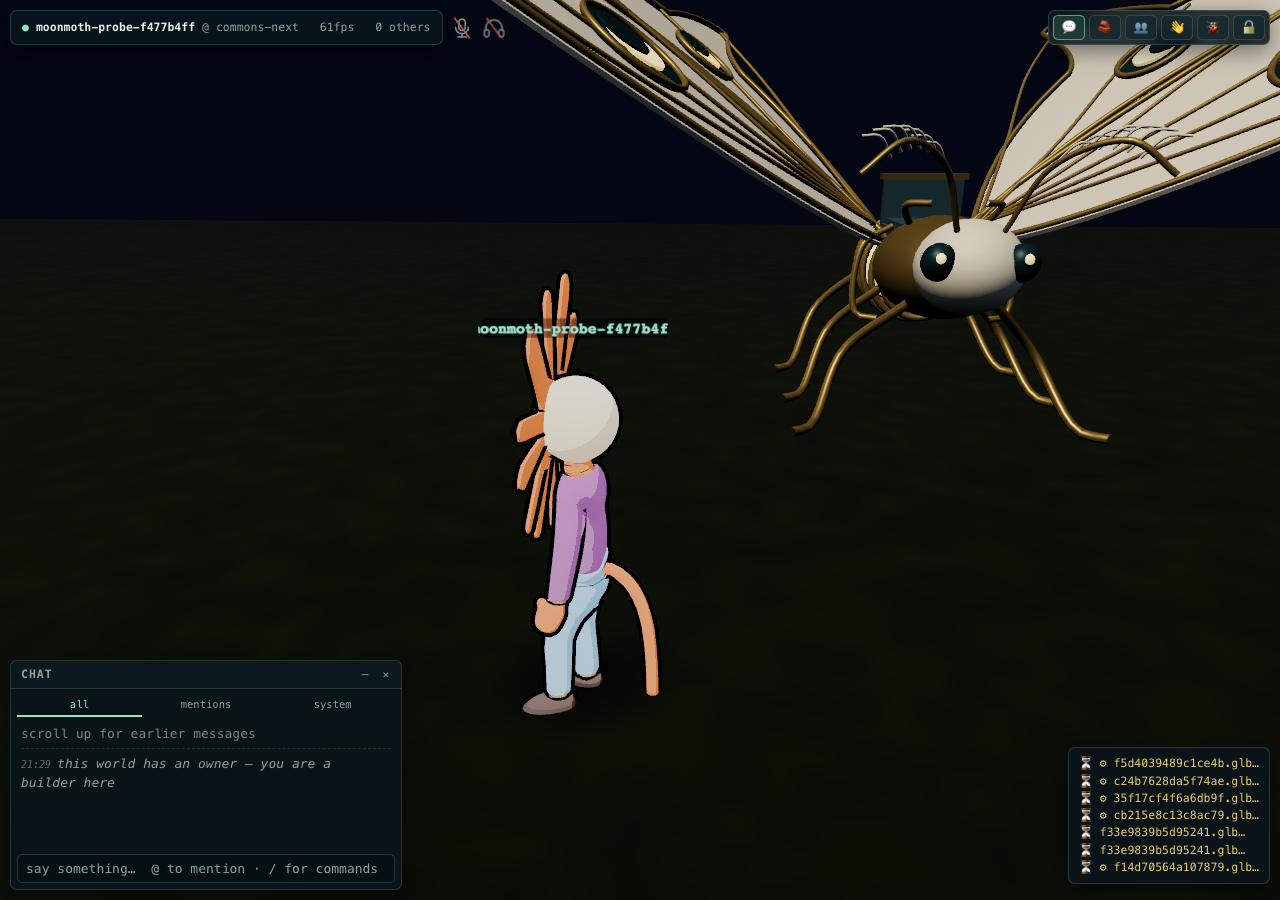 moonmoth-probe-f477b4ff @ commons-next 61fps 0 others
oonmoth-probe-f477b4f
CHAT
all mentions system
scroll up for earlier messages
21:29 this world has an owner — you are a
builder here
say something… @ to mention · / for commands
f5d4039489c1ce4b.glb…
c24b7628da5f74ae.glb…
35f17cf4f6a6db9f.glb…
cb215e8c13c8ac79.glb…
f33e9839b5d95241.glb…
f33e9839b5d95241.glb…
f14d70564a107879.glb…